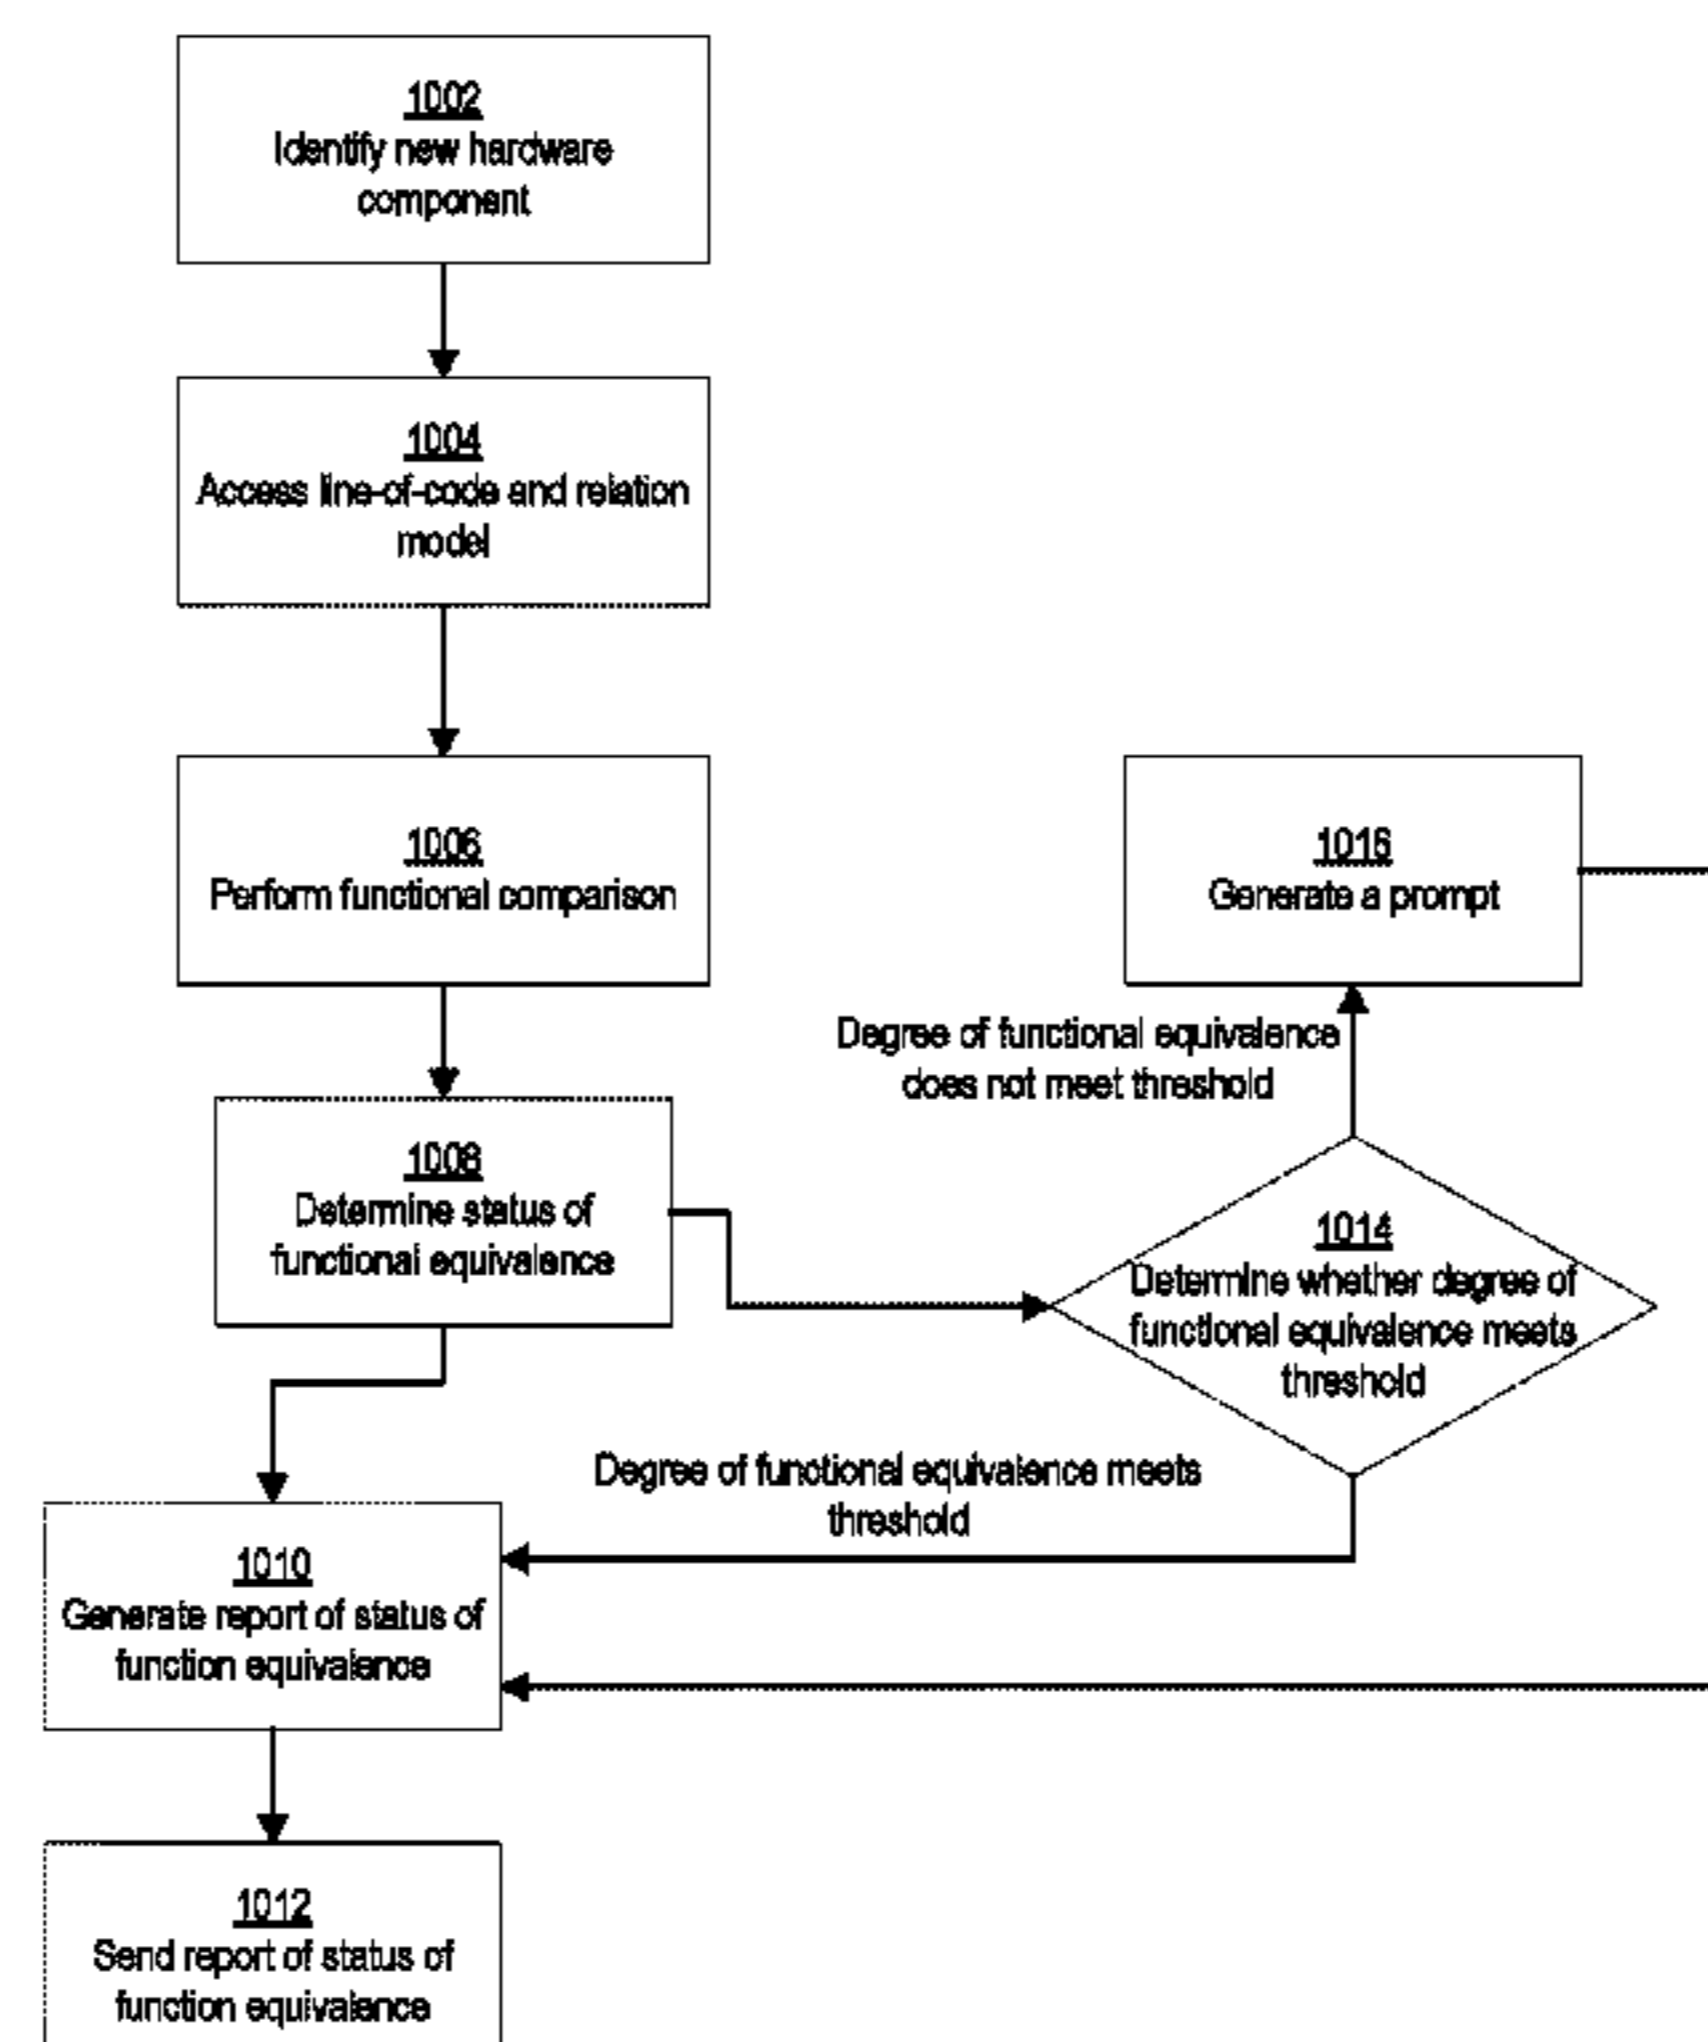 1002
Identify new hardware
component
1004
Access line-of-code and relation
model
1006
Perform functional comparison
1016
Generate a prompt
Degree of functional equivalence
does not meet threshold
1008
Determine status of
functional equivalence
1014
Determine whether degree of
functional equivalence meets
threshold
Degree of functional equivalence meets
threshold
1010
Generate report of status of
function equivalence
1012
Send report of status of
function equivalence